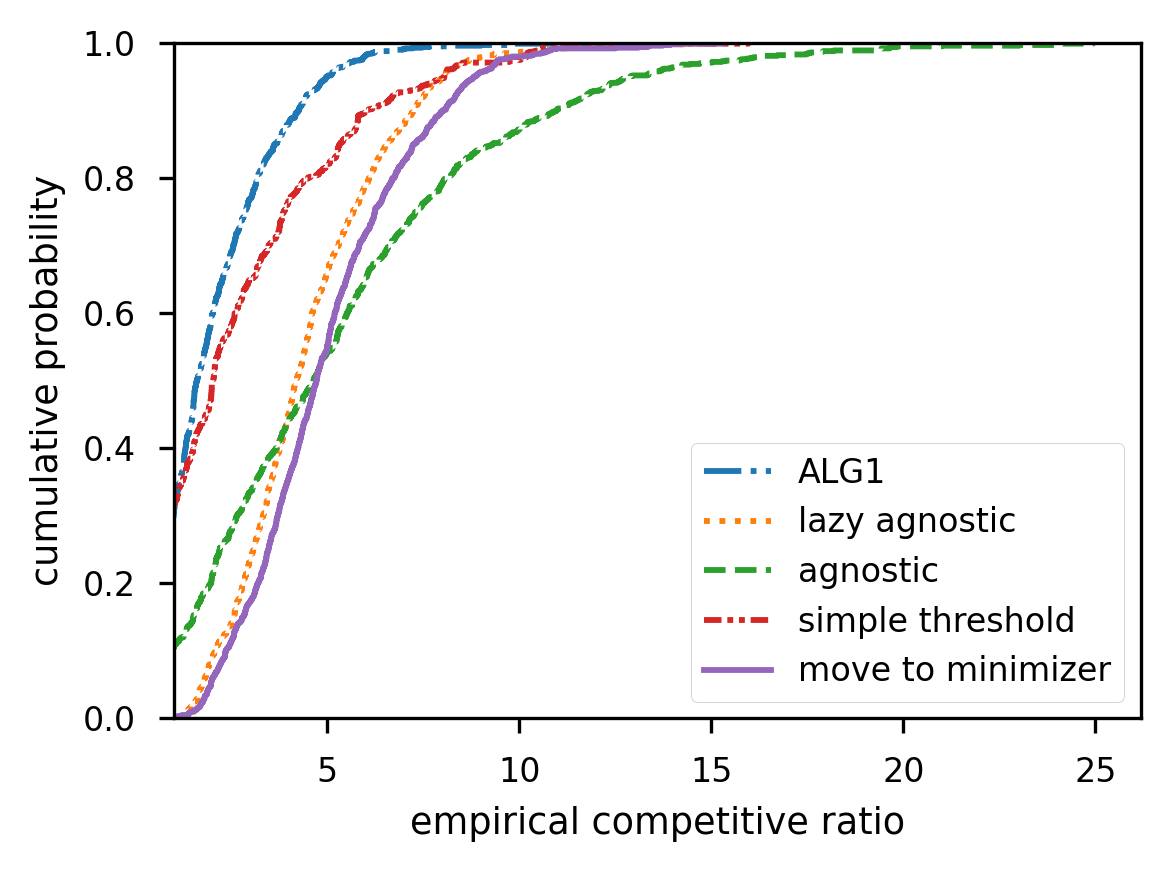 1.0
0.8
0.6
0.4
0.2
0.0
cumulative probability
5 10 15 20 25
empirical competitive ratio
ALG1
lazy agnostic
agnostic
simple threshold
move to minimizer